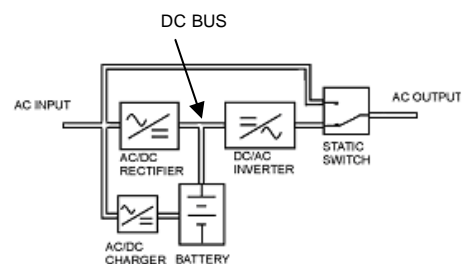 DC BUS
AC INPUT
AC OUTPUT
AC/DC
RECTIFIER
DC/AC
INVERTER
STATIC
SWITCH
AC/DC
CHARGER
BATTERY